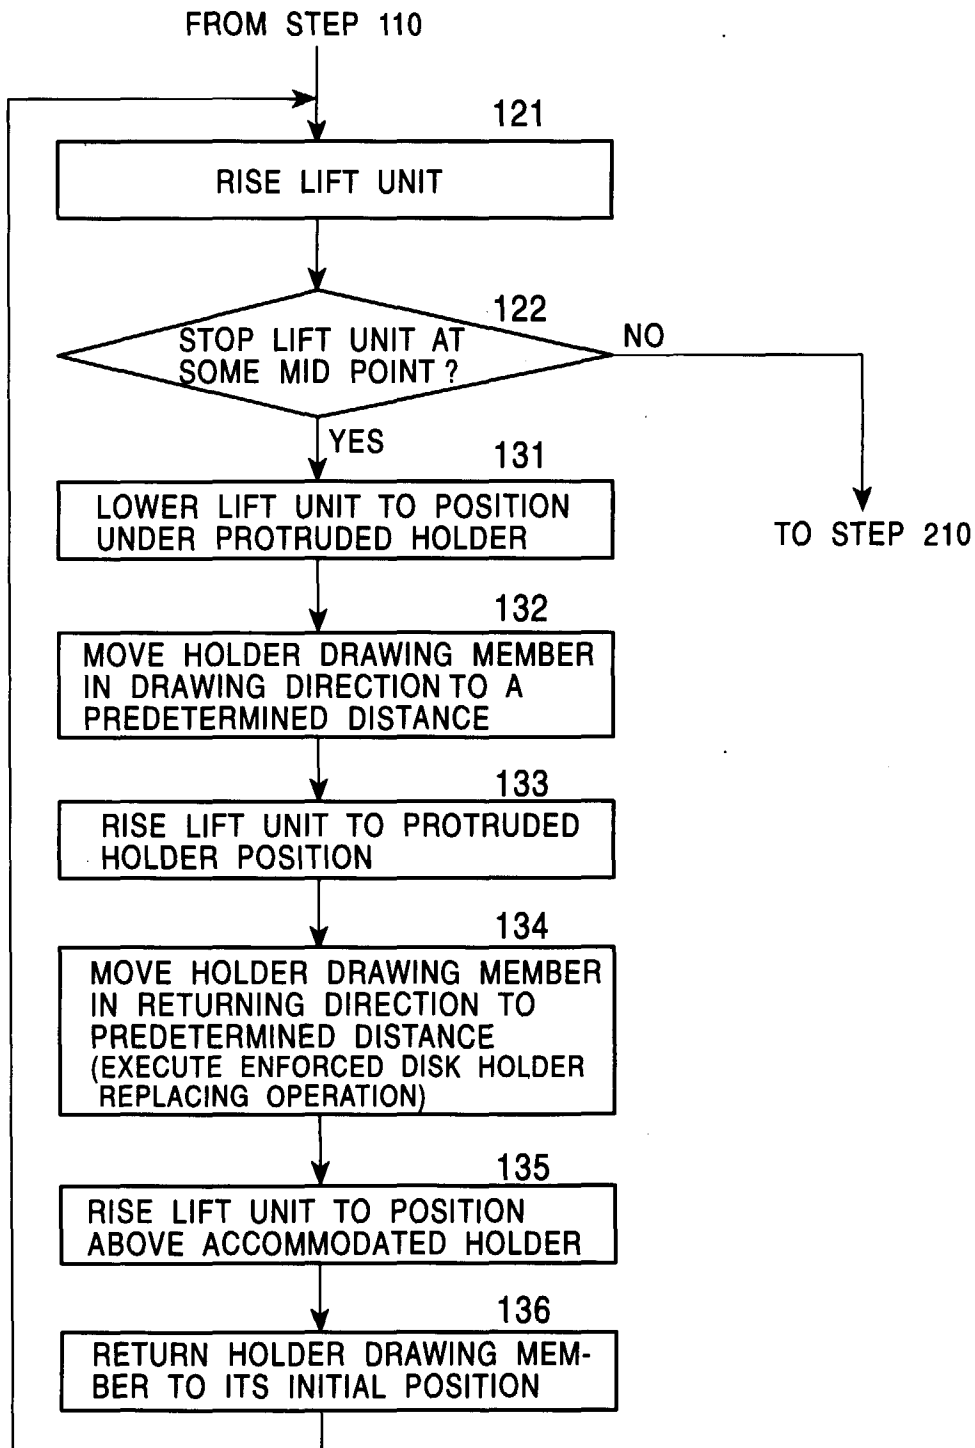 FROM STEP 110
121
RISE LIFT UNIT
122
STOP LIFT UNIT AT
SOME MID POINT?
NO
YES
TO STEP 210
131
LOWER LIFT UNIT TO POSITION
UNDER PROTRUDED HOLDER
132
MOVE HOLDER DRAWING MEMBER
IN DRAWING DIRECTION TO A
PREDETERMINED DISTANCE
133
RISE LIFT UNIT TO PROTRUDED
HOLDER POSITION
134
MOVE HOLDER DRAWING MEMBER
IN RETURNING DIRECTION TO
PREDETERMINED DISTANCE
(EXECUTE ENFORCED DISK HOLDER
REPLACING OPERATION)
135
RISE LIFT UNIT TO POSITION
ABOVE ACCOMMODATED HOLDER
136
RETURN HOLDER DRAWING MEM-
BER TO ITS INITIAL POSITION